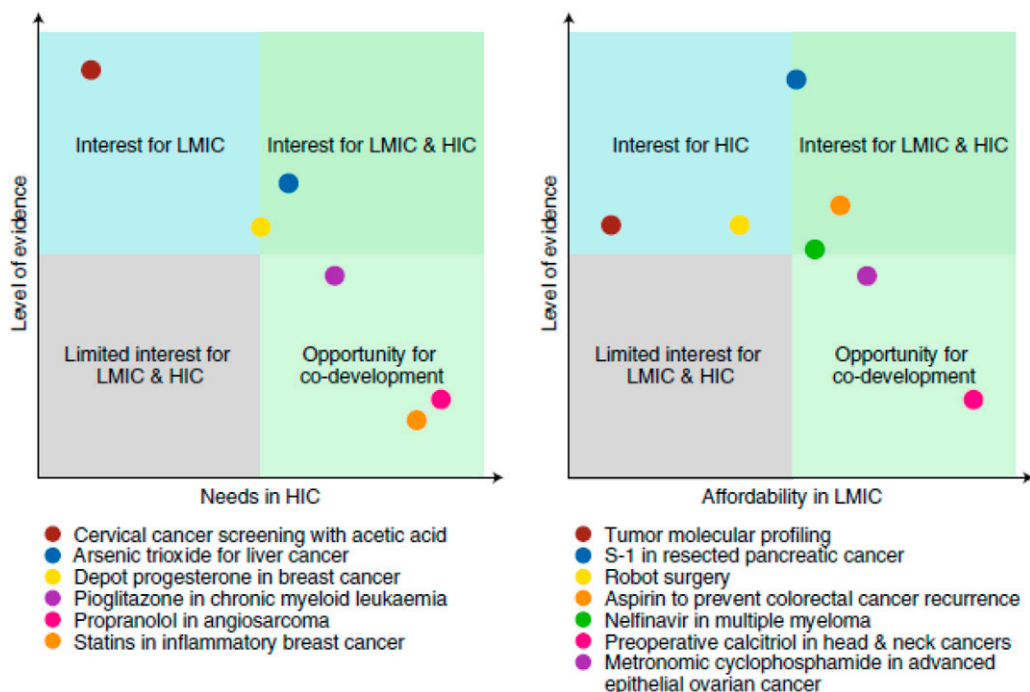 Level of evidence
Interest for LMIC
Interest for LMIC & HIC
Limited interest for
LMIC & HIC
Opportunity for
co-development
Needs in HIC
Cervical cancer screening with acetic acid
Arsenic trioxide for liver cancer
Depot progesterone in breast cancer
Pioglitazone in chronic myeloid leukaemia
Propranolol in angiosarcoma
Statins in inflammatory breast cancer
Level of evidence
Interest for HIC
Interest for LMIC & HIC
Limited interest for
LMIC & HIC
Opportunity for
co-development
Affordability in LMIC
Tumor molecular profiling
S-1 in resected pancreatic cancer
Robot surgery
Aspirin to prevent colorectal cancer recurrence
Nelfinavir in multiple myeloma
Preoperative calcitriol in head & neck cancers
Metronomic cyclophosphamide in advanced
epithelial ovarian cancer